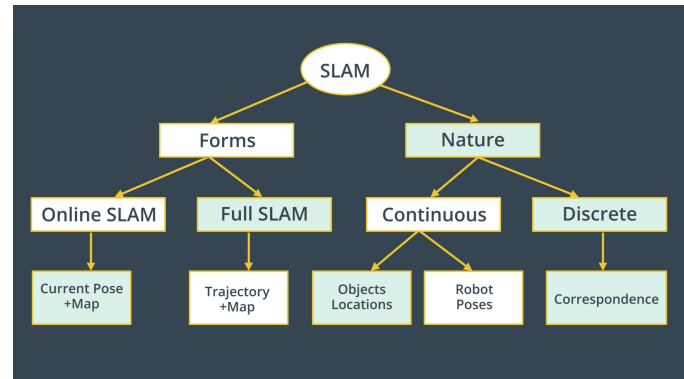 SLAM
Forms
Nature
Online SLAM
Full SLAM
Continuous
Discrete
Current Pose
+Map
Trajectory
+Map
Objects
Locations
Robot
Poses
Correspondence